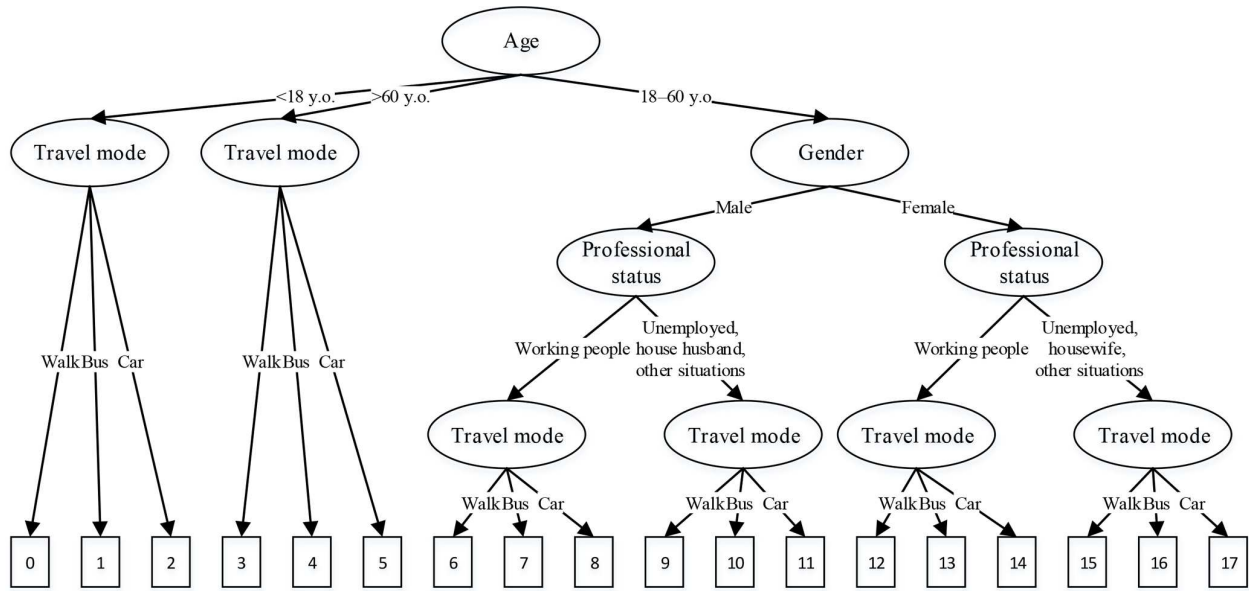 Age
<18 y.o.
>60 y.o.
18–60 y.o.
Travel mode
Travel mode
Gender
Male
Female
Professional
status
Professional
status
Working people
Unemployed,
house husband,
other situations
Working people
Unemployed,
housewife,
other situations
Walk Bus Car
Walk Bus Car
Travel mode
Travel mode
Travel mode
Travel mode
Walk Bus Car
Walk Bus Car
Walk Bus Car
Walk Bus Car
0 1 2 3 4 5 6 7 8 9 10 11 12 13 14 15 16 17